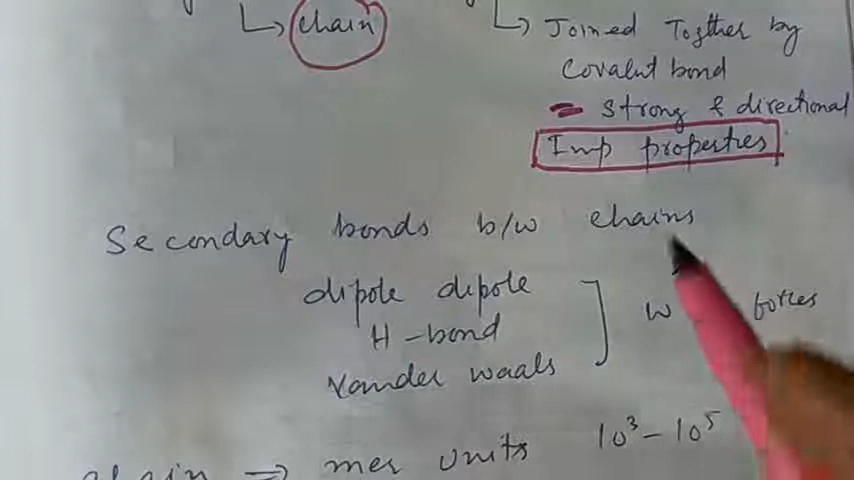 Chain
Joined Togther by
Covalent bond
- Strong & directional
Imp properties
Secondary bonds b/w chains
dipole dipole
H-bond
Vander waals
W forces
⇒ mer units 10³-10⁵